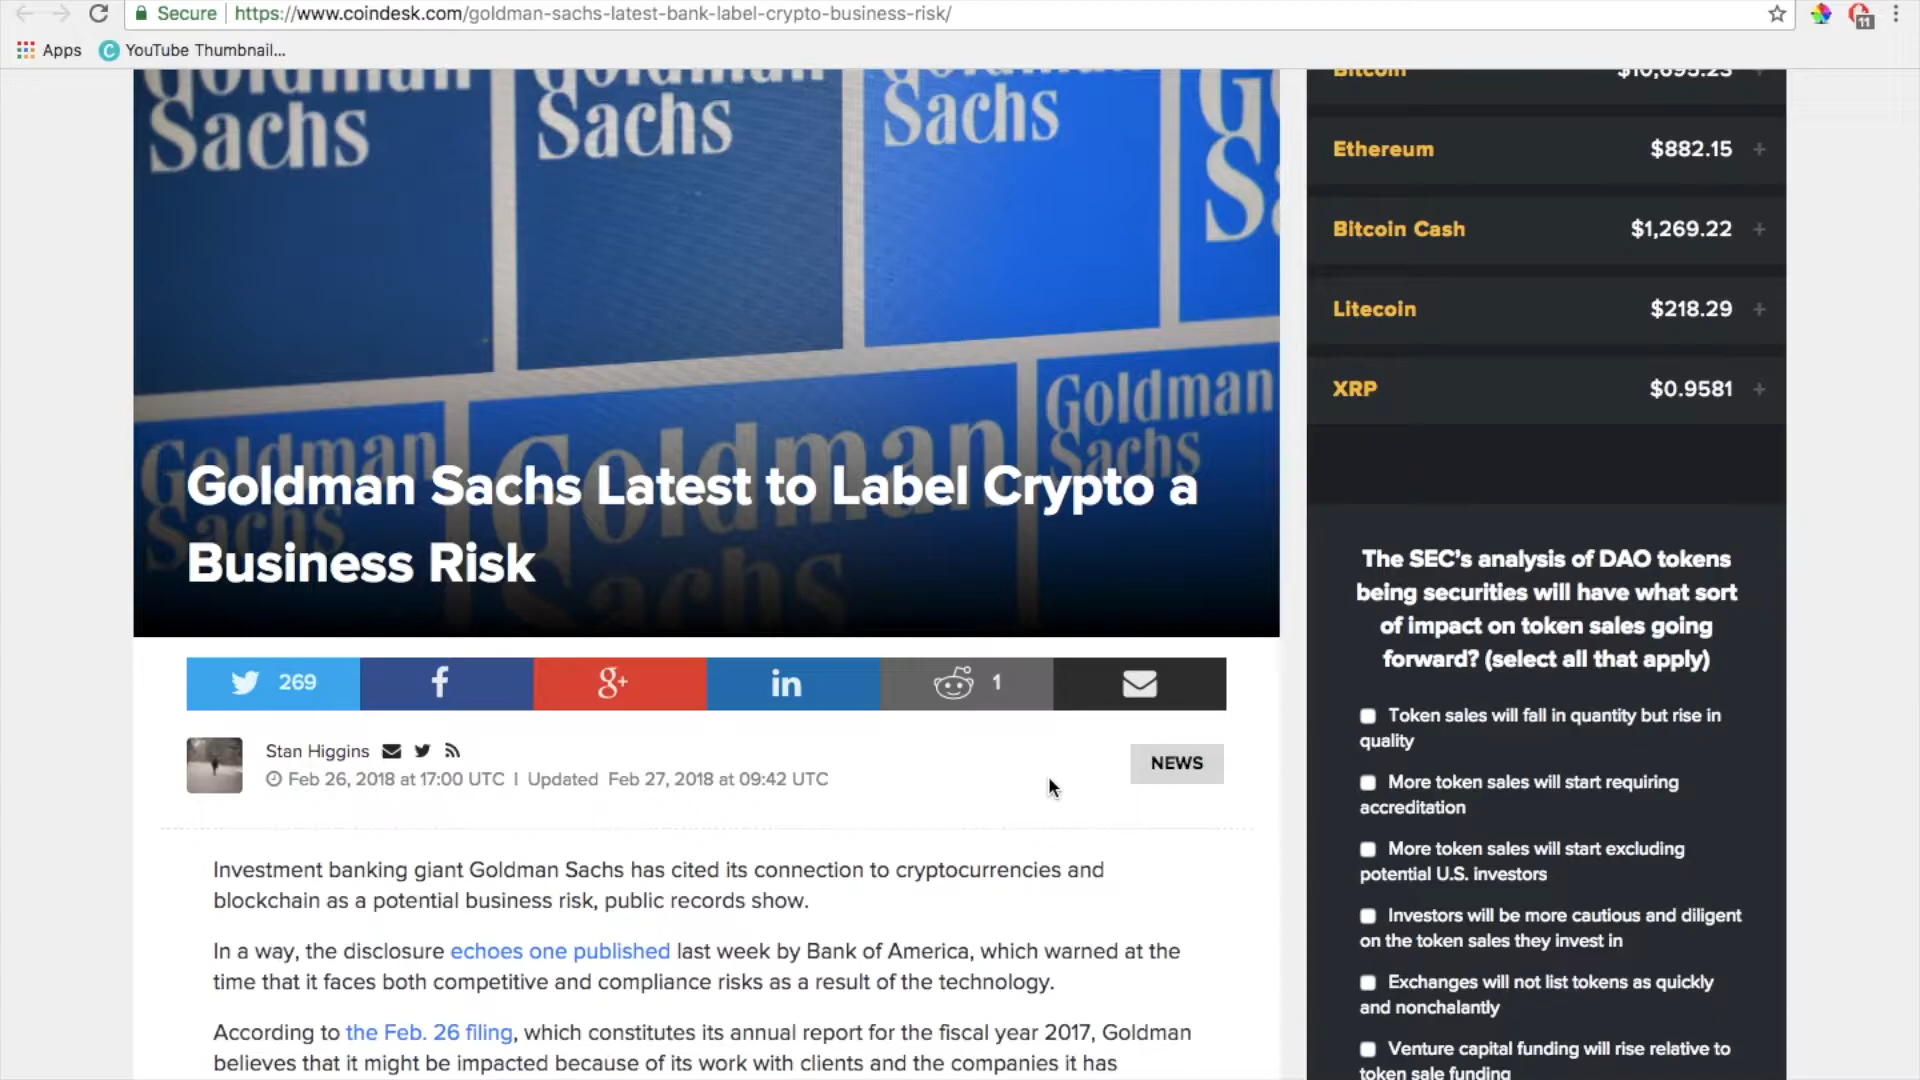 Secure
https://www.coindesk.com/goldman-sachs-latest-bank-label-crypto-business-risk/
11
Apps
YouTube Thumbnail...
Goldman Goldman Goldman
Sachs Sachs Sachs
Goldman Goldman Goldman
Sachs Sachs Sachs
Goldman Sachs Latest to Label Crypto a
Business Risk
269
1
Stan Higgins
Feb 26, 2018 at 17:00 UTC | Updated Feb 27, 2018 at 09:42 UTC
NEWS
Investment banking giant Goldman Sachs has cited its connection to cryptocurrencies and
blockchain as a potential business risk, public records show.
In a way, the disclosure echoes one published last week by Bank of America, which warned at the
time that it faces both competitive and compliance risks as a result of the technology.
According to the Feb. 26 filing, which constitutes its annual report for the fiscal year 2017, Goldman
believes that it might be impacted because of its work with clients and the companies it has
Bitcoin $10,695.23 +
Ethereum $882.15 +
Bitcoin Cash $1,269.22 +
Litecoin $218.29 +
XRP $0.9581 +
The SEC's analysis of DAO tokens
being securities will have what sort
of impact on token sales going
forward? (select all that apply)
Token sales will fall in quantity but rise in
quality
More token sales will start requiring
accreditation
More token sales will start excluding
potential U.S. investors
Investors will be more cautious and diligent
on the token sales they invest in
Exchanges will not list tokens as quickly
and nonchalantly
Venture capital funding will rise relative to
token sale funding